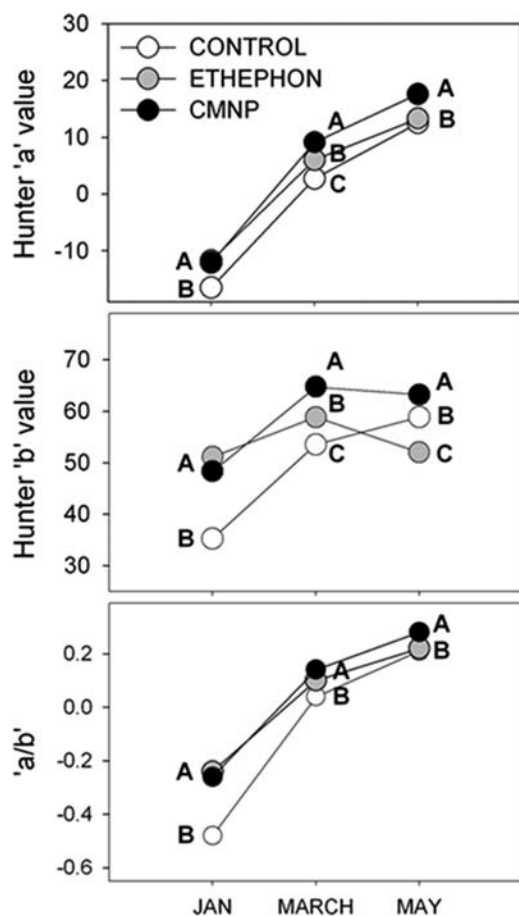 30
CONTROL
ETHEPHON
CMNP
20
10
0
-10
Hunter 'a' value
A
B
A
B
C
A
B
70
60
50
40
30
Hunter 'b' value
A
B
A
B
C
A
B
C
0.2
0.0
-0.2
-0.4
-0.6
'a/b'
A
B
A
B
A
B
JAN
MARCH
MAY